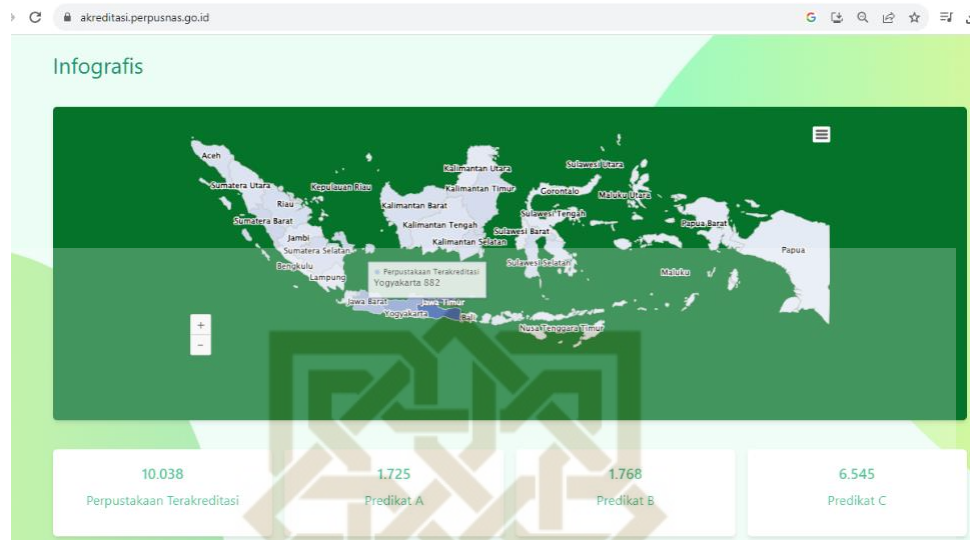 akreditasi.perpusnas.go.id
Infografis
Aceh
Sumatera Utara
Riau
Kepulauan Riau
Sumatera Barat
Jambi
Sumatera Selatan
Bengkulu
Lampung
Kalimantan Utara
Kalimantan Timur
Kalimantan Barat
Kalimantan Tengah
Kalimantan Selatan
Sulawesi Utara
Gorontalo
Sulawesi Tengah
Sulawesi Barat
Sulawesi Selatan
Maluku Utara
Papua Barat
Papua
Maluku
Perpustakaan Terakreditasi
Yogyakarta 882
Jawa Barat
Jawa Timur
Yogyakarta
Bali
Nusa Tenggara Timur
+
-
10.038
Perpustakaan Terakreditasi
1.725
Predikat A
1.768
Predikat B
6.545
Predikat C